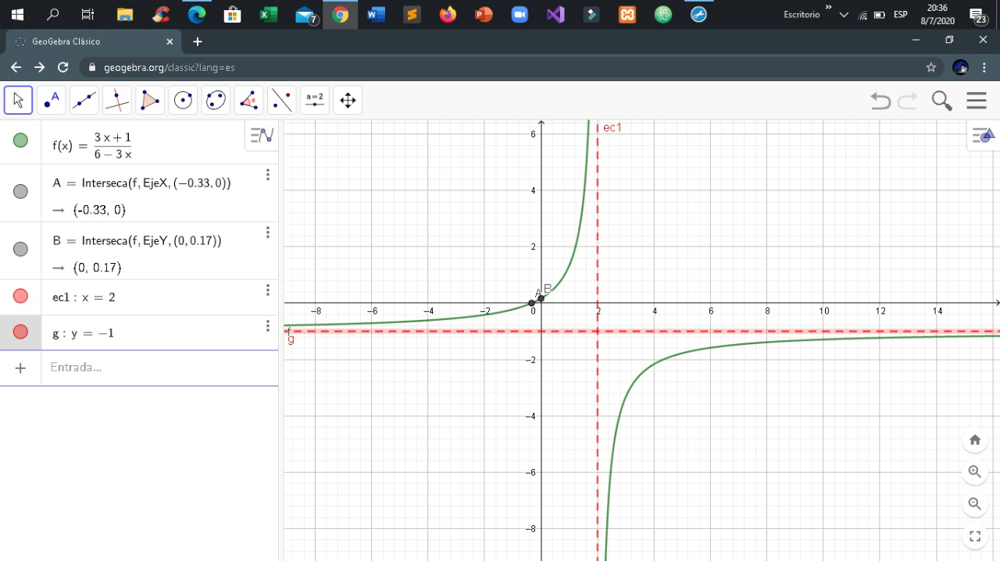 Escritorio
»
ESP
20:36
8/7/2020
7
23
GeoGebra Clásico
geogebra.org/classic?lang=es
A
a=2
f(x) = (3 x + 1) / (6 − 3 x)
A = Interseca(f, EjeX, (−0.33, 0))
→ (-0.33, 0)
B = Interseca(f, EjeY, (0, 0.17))
→ (0, 0.17)
ec1 : x = 2
g : y = −1
+ Entrada...
ec1
6
4
2
A
B
−8 −6 −4 −2 0 2 4 6 8 10 12 14
f
g
−2
−4
−6
−8